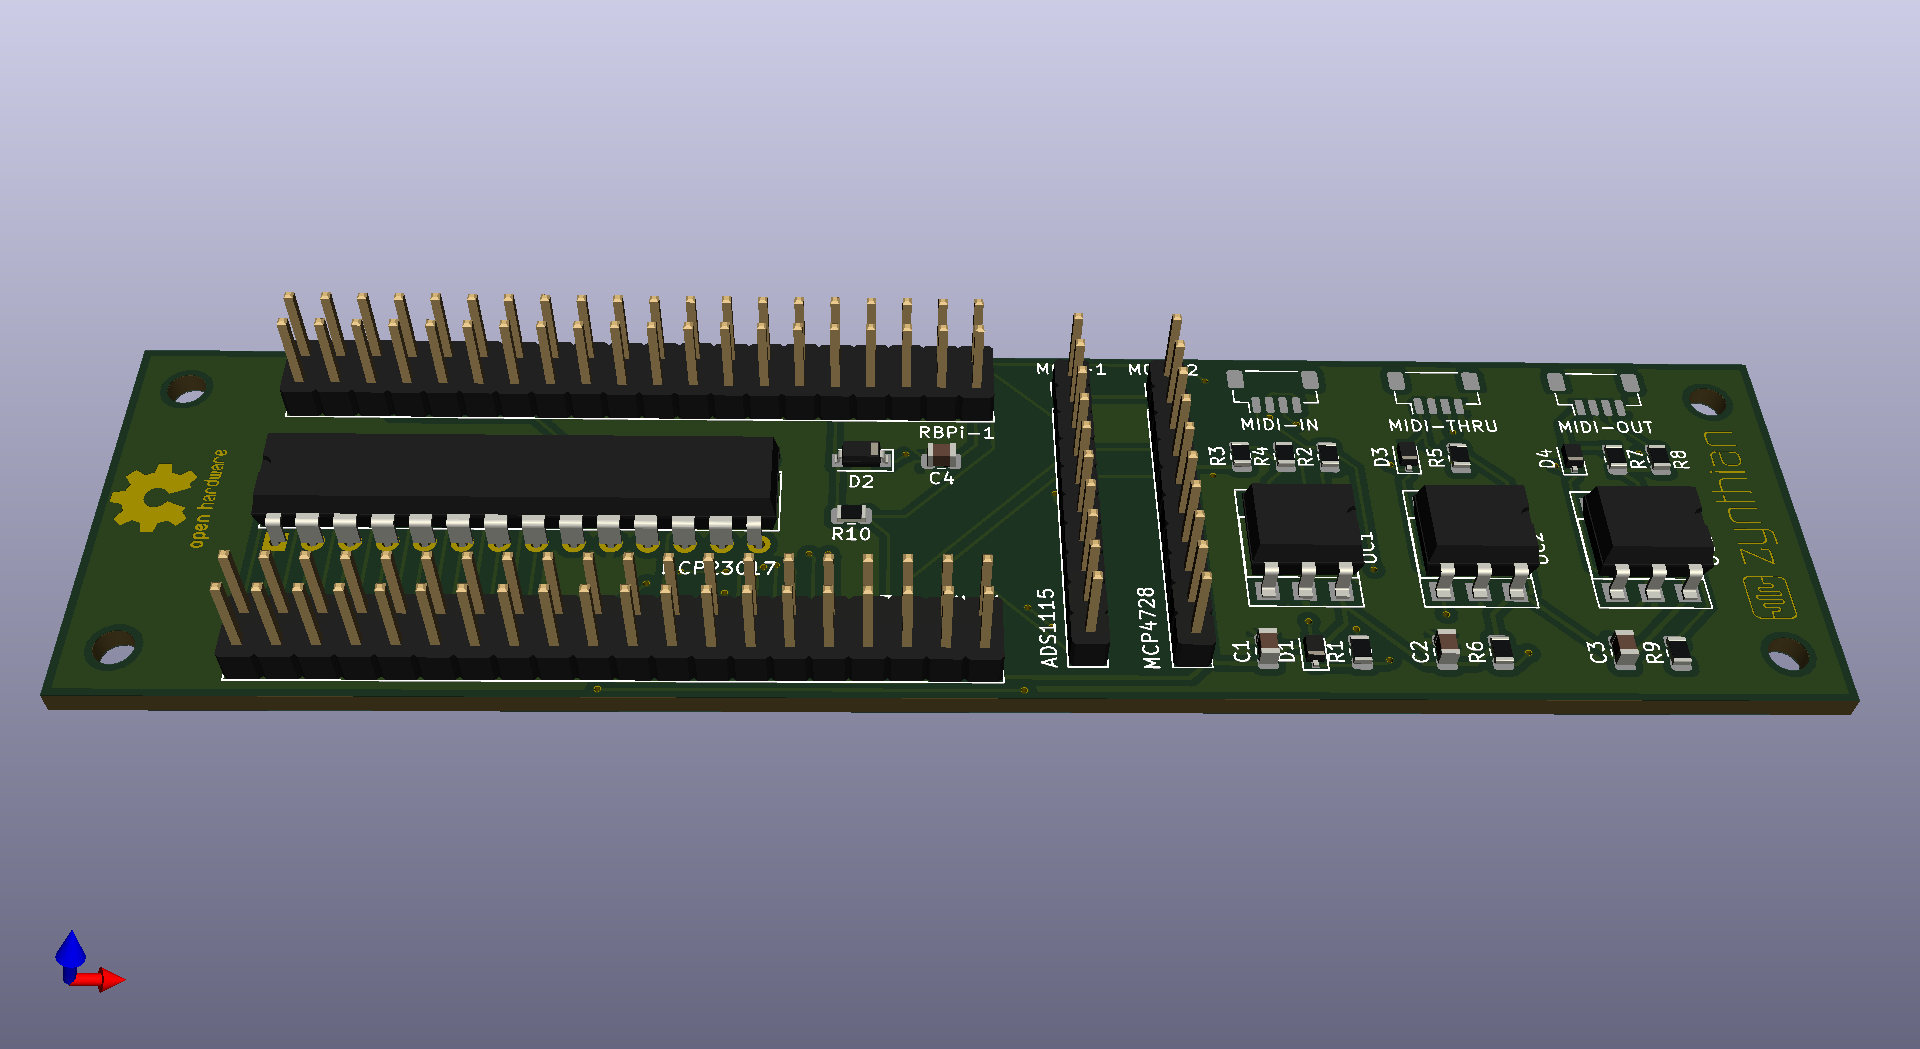 RBPi-1
MIDI-IN
MIDI-THRU
MIDI-OUT
D2
C4
R10
R3
R4
R2
D3
R5
D4
R7
R8
open hardware
zynthian
ADS1115
MCP4728
UC1
C1
D1
R1
C2
R6
C3
R9